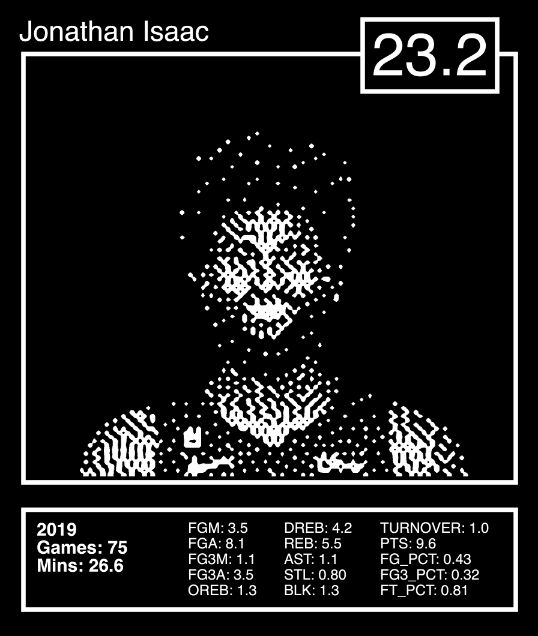 Jonathan Isaac
23.2
2019
Games: 75
Mins: 26.6
FGM: 3.5
FGA: 8.1
FG3M: 1.1
FG3A: 3.5
OREB: 1.3
DREB: 4.2
REB: 5.5
AST: 1.1
STL: 0.80
BLK: 1.3
TURNOVER: 1.0
PTS: 9.6
FG_PCT: 0.43
FG3_PCT: 0.32
FT_PCT: 0.81